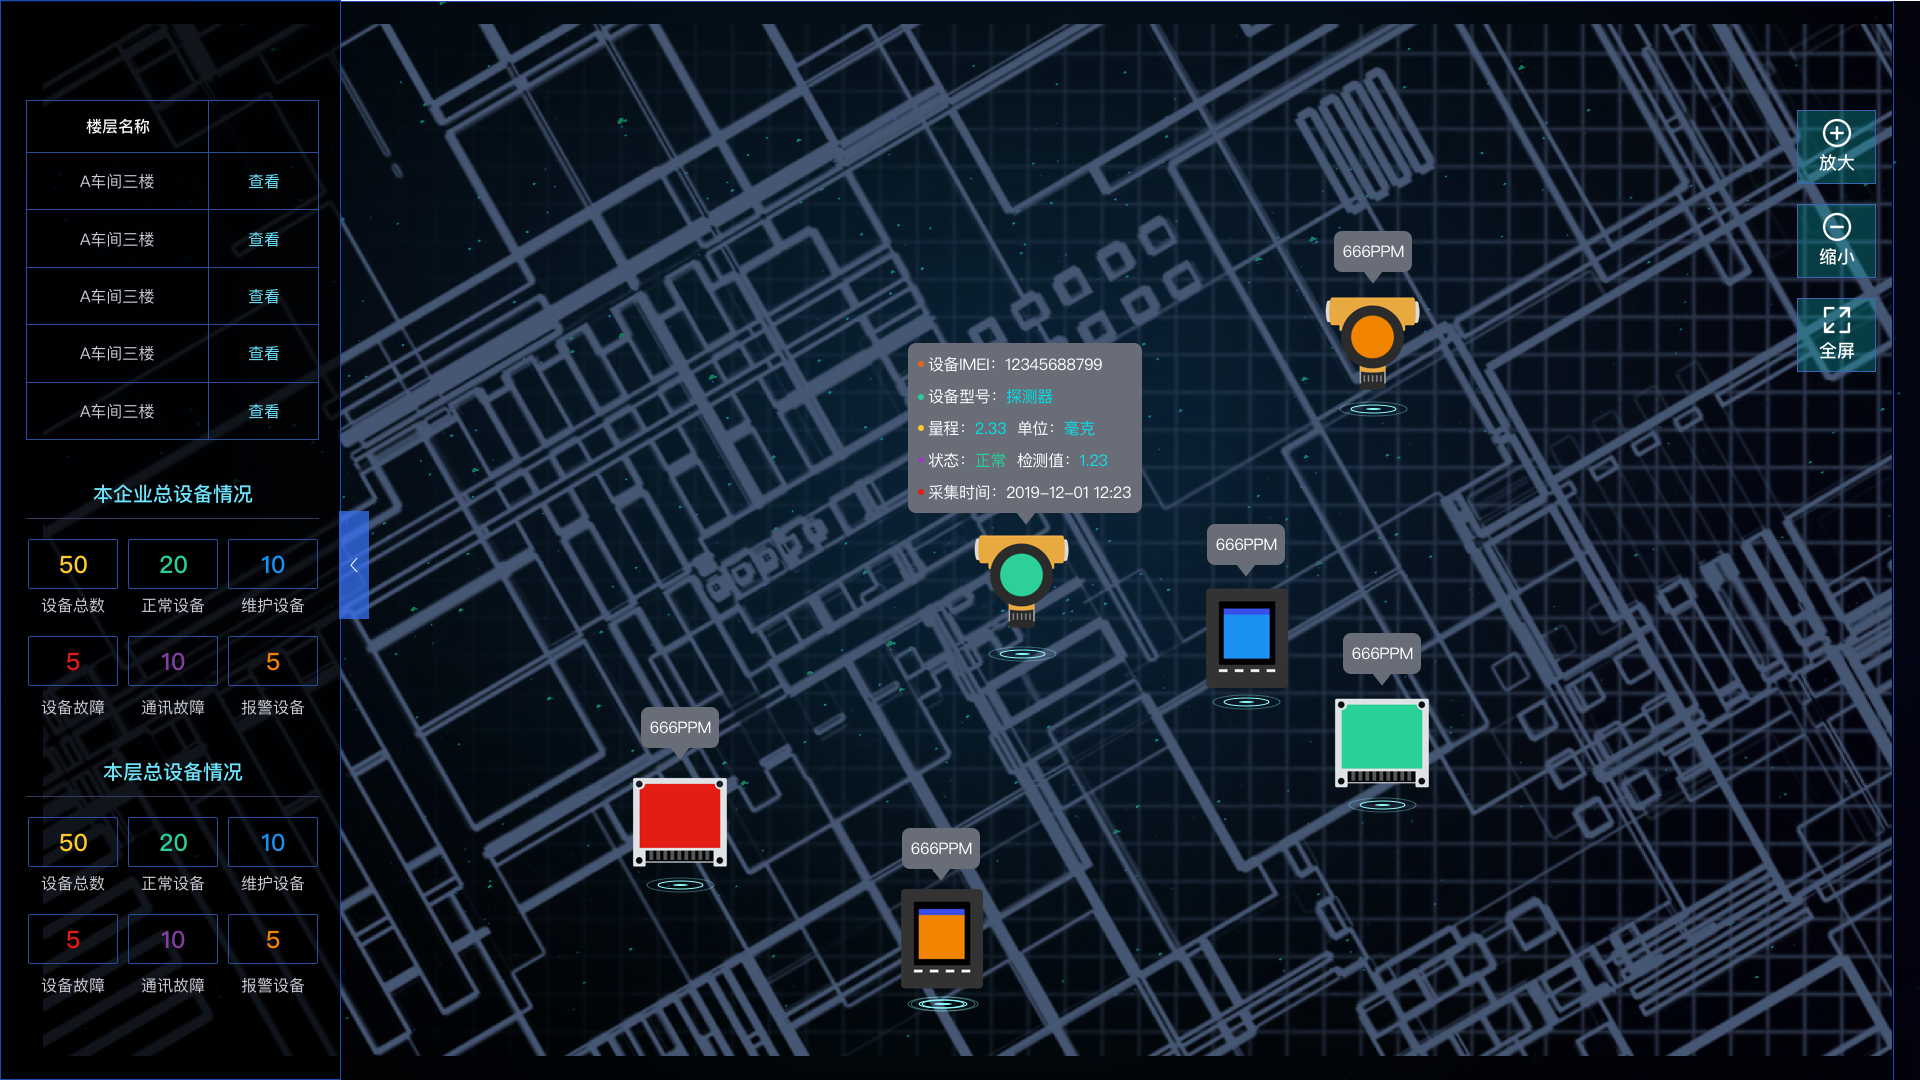 楼层名称
A车间三楼 查看
A车间三楼 查看
A车间三楼 查看
A车间三楼 查看
A车间三楼 查看
本企业总设备情况
50 20 10
设备总数 正常设备 维护设备
5 10 5
设备故障 通讯故障 报警设备
本层总设备情况
50 20 10
设备总数 正常设备 维护设备
5 10 5
设备故障 通讯故障 报警设备
666PPM
设备IMEI：12345688799
设备型号：探测器
量程：2.33 单位：毫克
状态：正常 检测值：1.23
采集时间：2019-12-01 12:23
666PPM
666PPM
666PPM
666PPM
放大
缩小
全屏